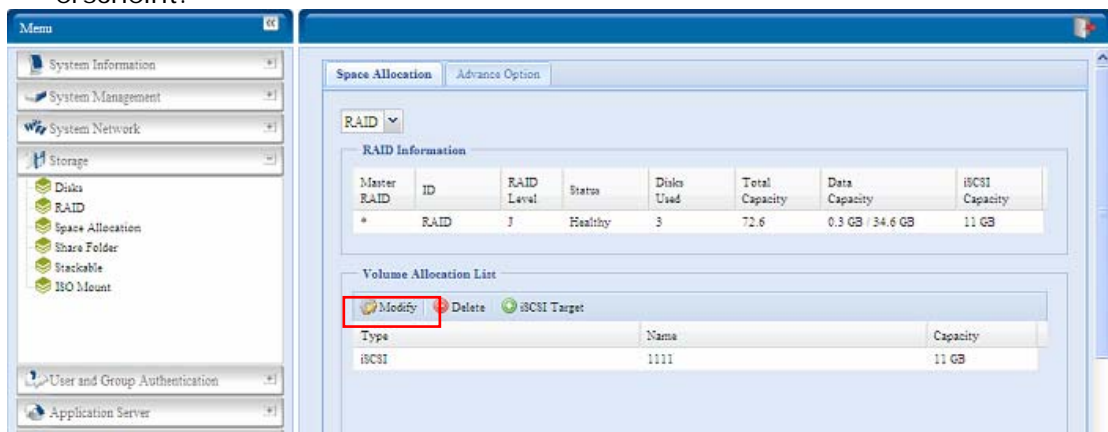 erscheint:
Menu
System Information
System Management
System Network
Storage
Disks
RAID
Space Allocation
Share Folder
Stackable
ISO Mount
User and Group Authentication
Application Server
Space Allocation Advance Option
RAID
RAID Information
Master RAID ID RAID Level Status Disks Used Total Capacity Data Capacity iSCSI Capacity
* RAID J Healthy 3 72.6 0.3 GB / 34.6 GB 11 GB
Volume Allocation List
Modify Delete iSCSI Target
Type Name Capacity
iSCSI 1111 11 GB